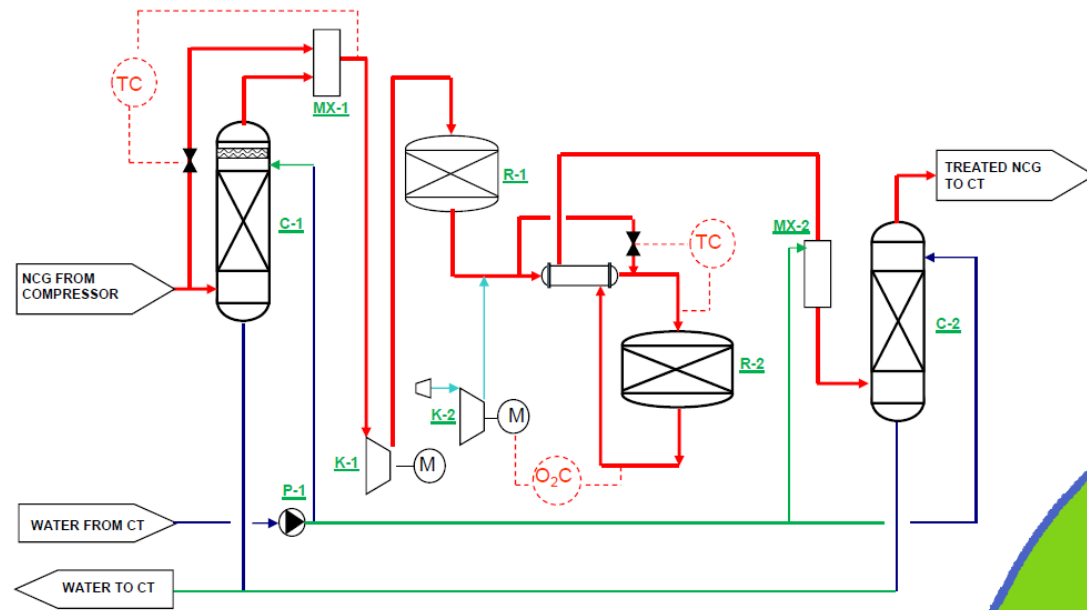 TC
MX-1
R-1
TREATED NCG
TO CT
C-1
TC
MX-2
NCG FROM
COMPRESSOR
C-2
R-2
K-2
M
K-1
M
O₂C
P-1
WATER FROM CT
WATER TO CT